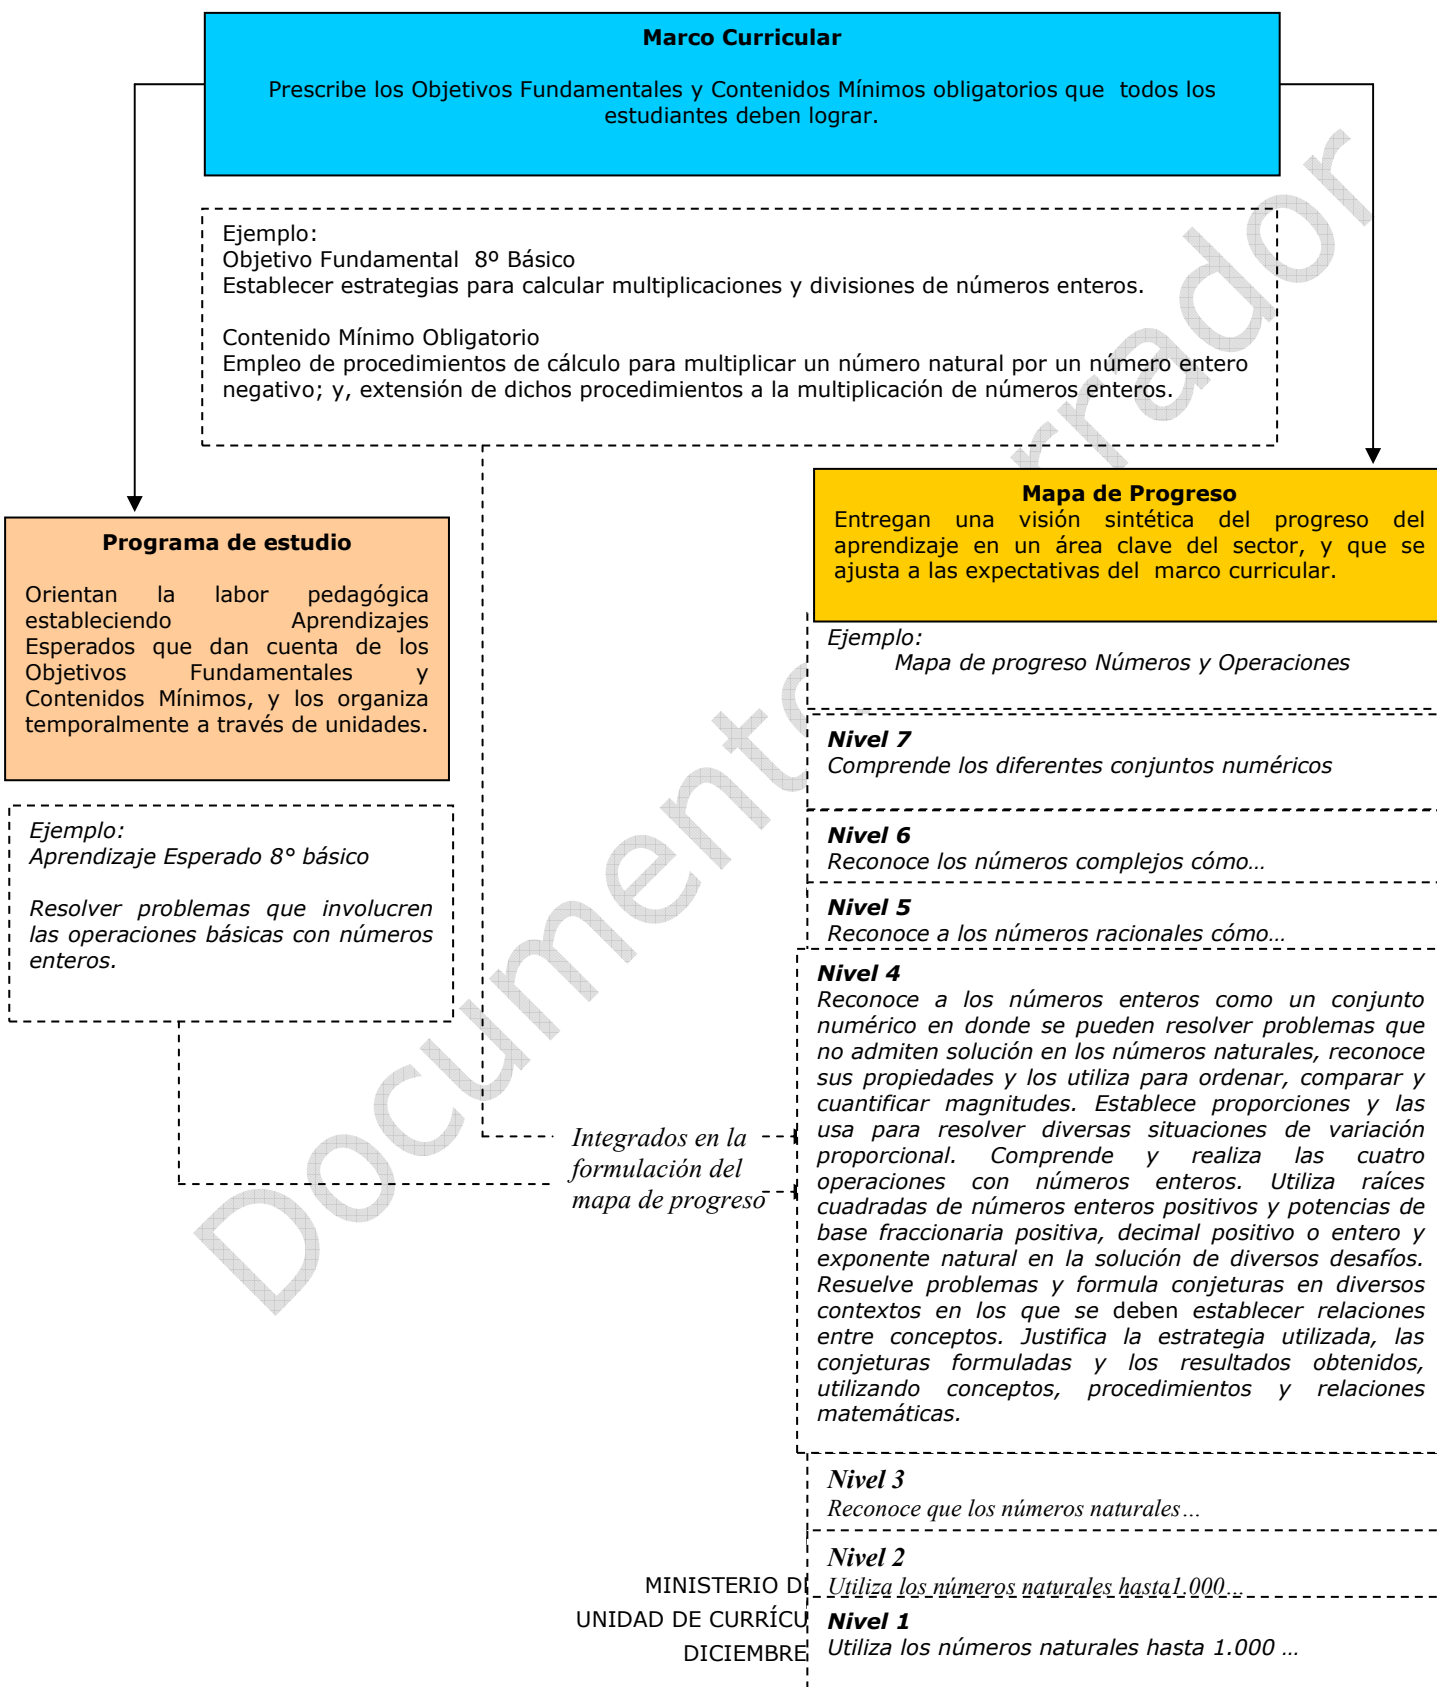 Marco Curricular
Prescribe los Objetivos Fundamentales y Contenidos Mínimos obligatorios que todos los
estudiantes deben lograr.
Ejemplo:
Objetivo Fundamental 8º Básico
Establecer estrategias para calcular multiplicaciones y divisiones de números enteros.
Contenido Mínimo Obligatorio
Empleo de procedimientos de cálculo para multiplicar un número natural por un número entero
negativo; y, extensión de dichos procedimientos a la multiplicación de números enteros.
Programa de estudio
Orientan la labor pedagógica
estableciendo Aprendizajes
Esperados que dan cuenta de los
Objetivos Fundamentales y
Contenidos Mínimos, y los organiza
temporalmente a través de unidades.
Ejemplo:
Aprendizaje Esperado 8° básico
Resolver problemas que involucren
las operaciones básicas con números
enteros.
Integrados en la
formulación del
mapa de progreso
Mapa de Progreso
Entregan una visión sintética del progreso del
aprendizaje en un área clave del sector, y que se
ajusta a las expectativas del marco curricular.
Ejemplo:
Mapa de progreso Números y Operaciones
Nivel 7
Comprende los diferentes conjuntos numéricos
Nivel 6
Reconoce los números complejos cómo…
Nivel 5
Reconoce a los números racionales cómo…
Nivel 4
Reconoce a los números enteros como un conjunto
numérico en donde se pueden resolver problemas que
no admiten solución en los números naturales, reconoce
sus propiedades y los utiliza para ordenar, comparar y
cuantificar magnitudes. Establece proporciones y las
usa para resolver diversas situaciones de variación
proporcional. Comprende y realiza las cuatro
operaciones con números enteros. Utiliza raíces
cuadradas de números enteros positivos y potencias de
base fraccionaria positiva, decimal positivo o entero y
exponente natural en la solución de diversos desafíos.
Resuelve problemas y formula conjeturas en diversos
contextos en los que se deben establecer relaciones
entre conceptos. Justifica la estrategia utilizada, las
conjeturas formuladas y los resultados obtenidos,
utilizando conceptos, procedimientos y relaciones
matemáticas.
Nivel 3
Reconoce que los números naturales…
Nivel 2
Utiliza los números naturales hasta1.000…
Nivel 1
Utiliza los números naturales hasta 1.000 …
MINISTERIO D
UNIDAD DE CURRÍCU
DICIEMBRE